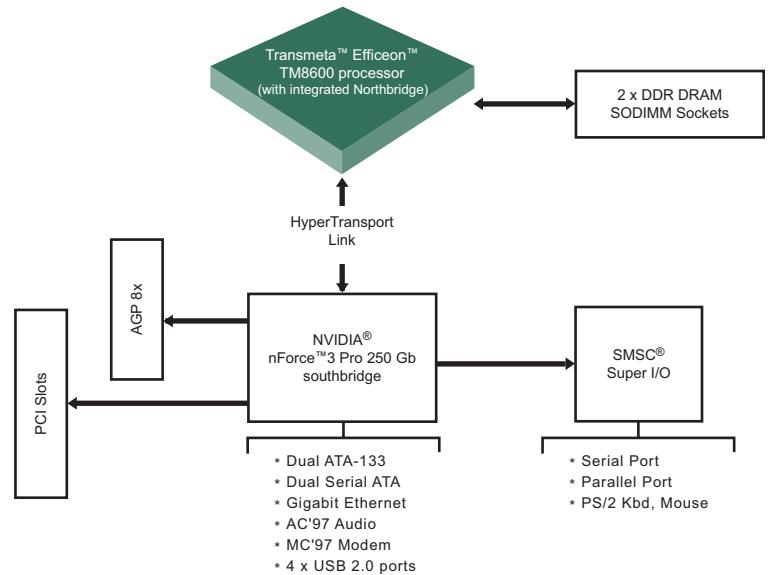 Transmeta™ Efficeon™
TM8600 processor
(with integrated Northbridge)
2 x DDR DRAM
SODIMM Sockets
HyperTransport
Link
AGP 8x
PCI Slots
NVIDIA®
nForce™3 Pro 250 Gb
southbridge
SMSC®
Super I/O
* Dual ATA-133
* Dual Serial ATA
* Gigabit Ethernet
* AC'97 Audio
* MC'97 Modem
* 4 x USB 2.0 ports
* Serial Port
* Parallel Port
* PS/2 Kbd, Mouse